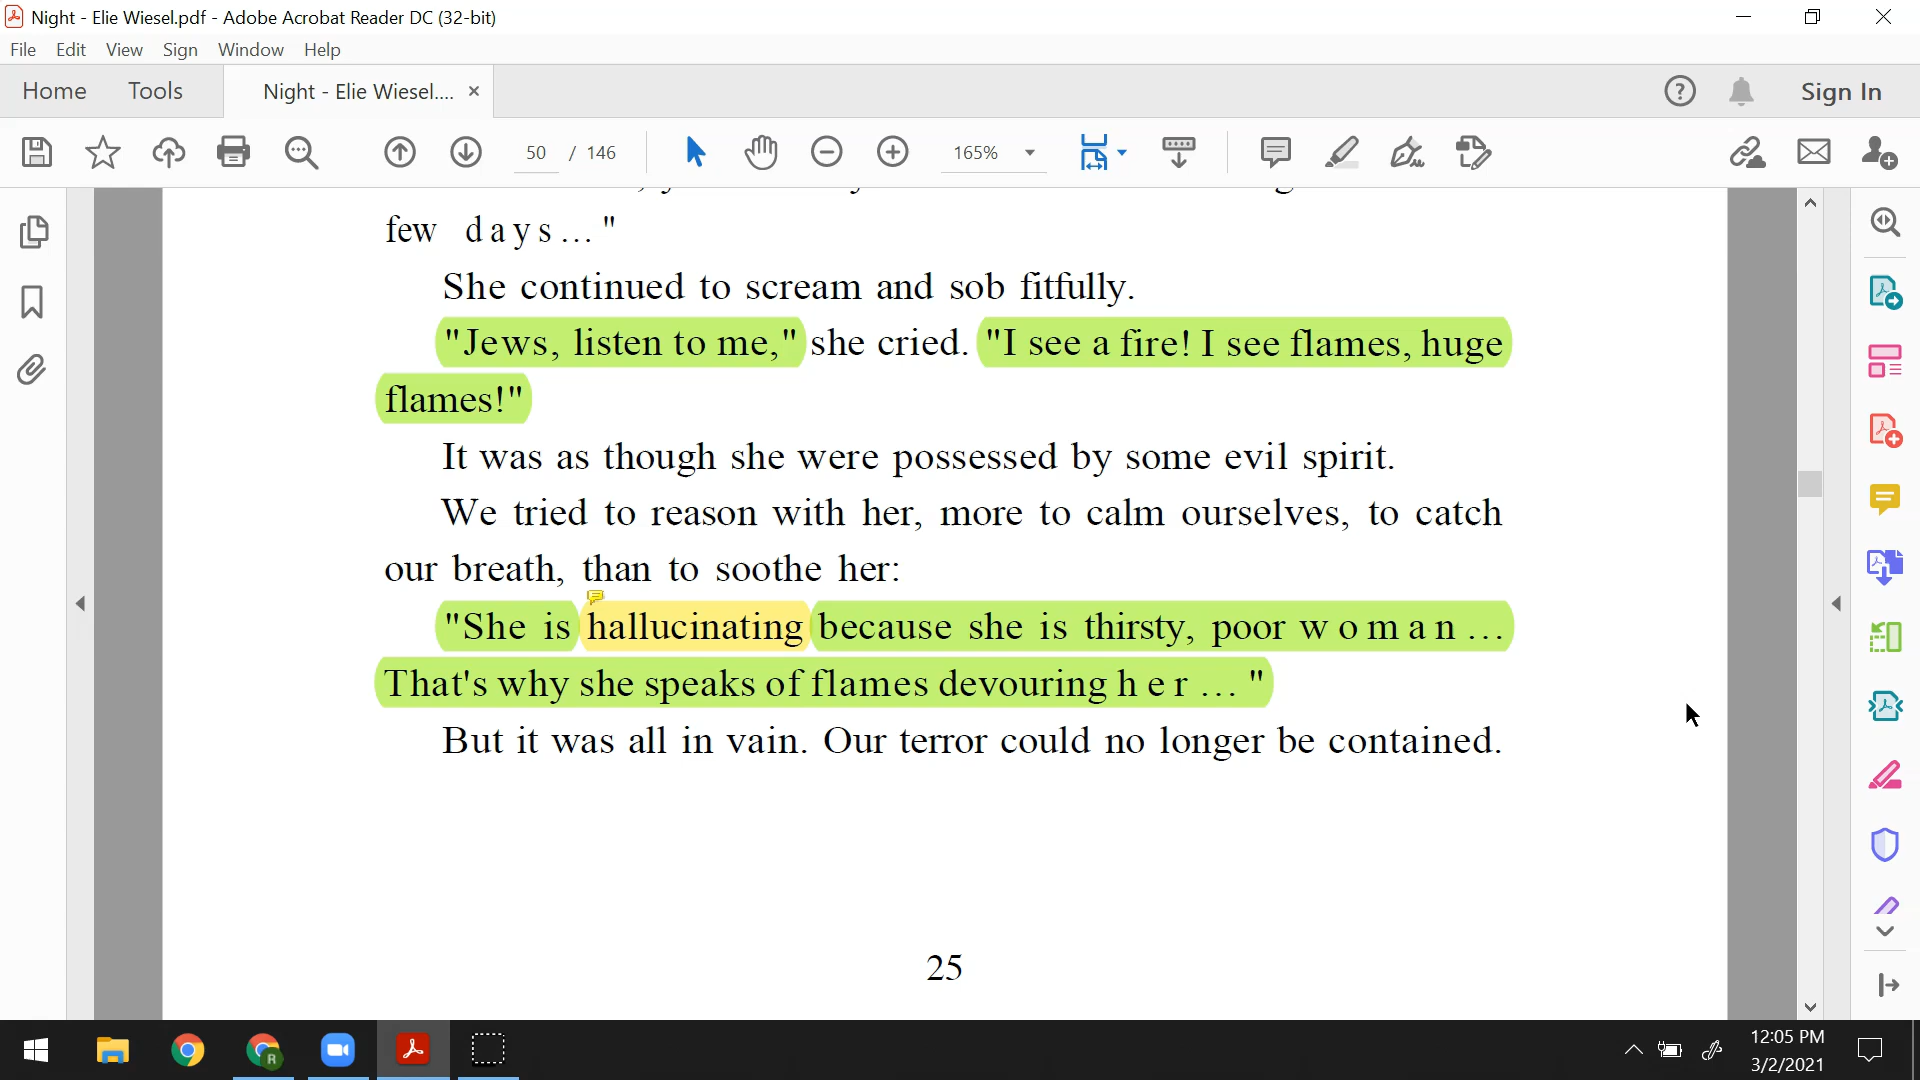 Night - Elie Wiesel.pdf - Adobe Acrobat Reader DC (32-bit)
File Edit View Sign Window Help
Home Tools Night - Elie Wiesel.... × Sign In
50 / 146 165%
few d a y s ... "
She continued to scream and sob fitfully.
"Jews, listen to me," she cried. "I see a fire! I see flames, huge
flames!"
It was as though she were possessed by some evil spirit.
We tried to reason with her, more to calm ourselves, to catch
our breath, than to soothe her:
"She is hallucinating because she is thirsty, poor w o m a n ...
That's why she speaks of flames devouring h e r ... "
But it was all in vain. Our terror could no longer be contained.
25
12:05 PM
3/2/2021